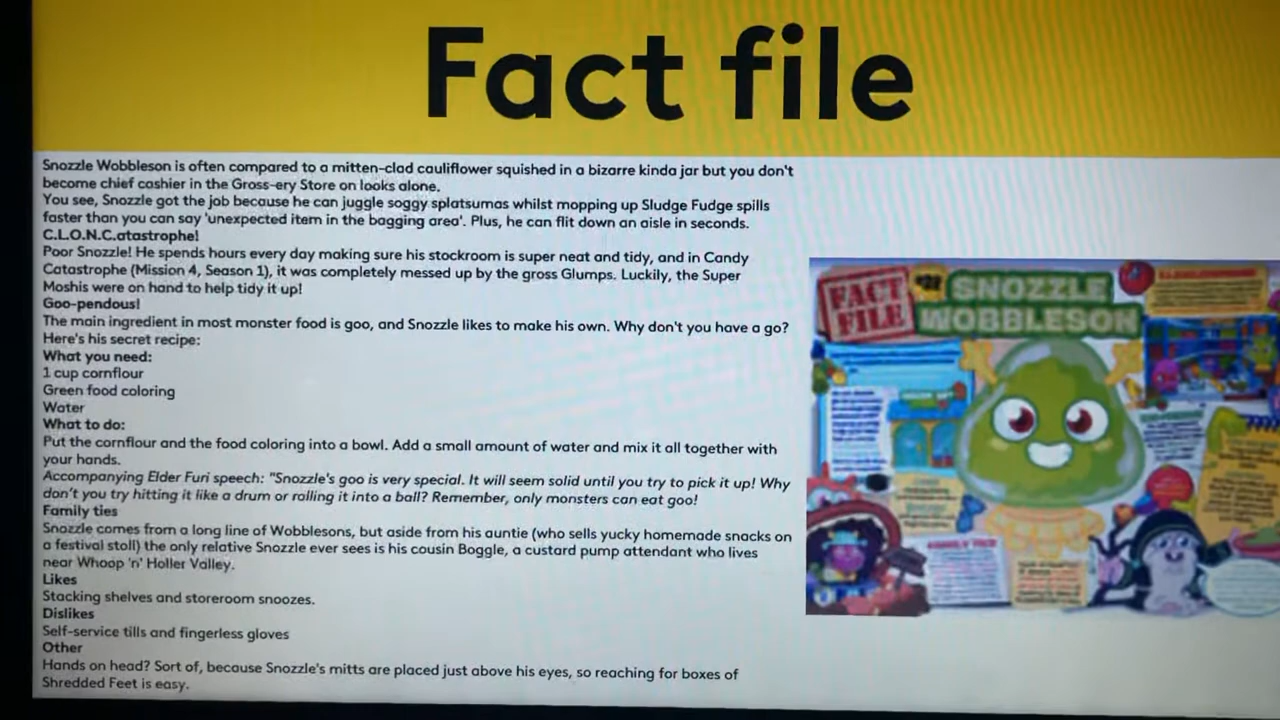 Fact file
Snozzle Wobbleson is often compared to a mitten-clad cauliflower squished in a bizarre kinda jar but you don't
become chief cashier in the Gross-ery Store on looks alone.
You see, Snozzle got the job because he can juggle soggy splatsumas whilst mopping up Sludge Fudge spills
faster than you can say 'unexpected item in the bagging area'. Plus, he can flit down an aisle in seconds.
C.L.O.N.C.atastrophe!
Poor Snozzle! He spends hours every day making sure his stockroom is super neat and tidy, and in Candy
Catastrophe (Mission 4, Season 1), it was completely messed up by the gross Glumps. Luckily, the Super
Moshis were on hand to help tidy it up!
Goo-pendous!
The main ingredient in most monster food is goo, and Snozzle likes to make his own. Why don't you have a go?
Here's his secret recipe:
What you need:
1 cup cornflour
Green food coloring
Water
What to do:
Put the cornflour and the food coloring into a bowl. Add a small amount of water and mix it all together with
your hands.
Accompanying Elder Furi speech: "Snozzle's goo is very special. It will seem solid until you try to pick it up! Why
don't you try hitting it like a drum or rolling it into a ball? Remember, only monsters can eat goo!
Family ties
Snozzle comes from a long line of Wobblesons, but aside from his auntie (who sells yucky homemade snacks on
a festival stall) the only relative Snozzle ever sees is his cousin Boggle, a custard pump attendant who lives
near Whoop 'n' Holler Valley.
Likes
Stacking shelves and storeroom snoozes.
Dislikes
Self-service tills and fingerless gloves
Other
Hands on head? Sort of, because Snozzle's mitts are placed just above his eyes, so reaching for boxes of
Shredded Feet is easy.
FACT
FILE
SNOZZLE
WOBBLESON
FAMILY TIES